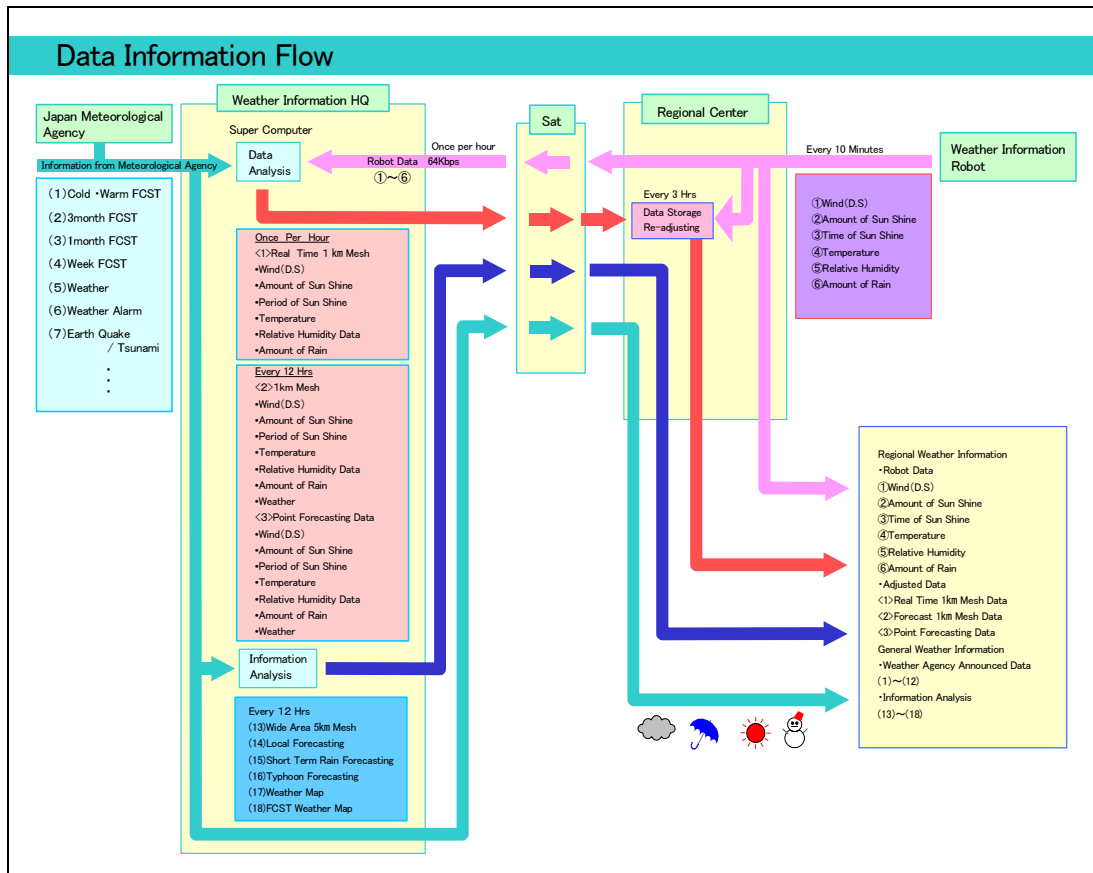 Data Information Flow
Japan Meteorological
Agency
Information from Meteorological Agency
(1)Cold・Warm FCST
(2)3month FCST
(3)1month FCST
(4)Week FCST
(5)Weather
(6)Weather Alarm
(7)Earth Quake
/ Tsunami
・
・
・
Weather Information HQ
Super Computer
Data
Analysis
Once per hour
Robot Data 64Kbps
①～⑥
Once Per Hour
<1>Real Time 1㎞Mesh
•Wind(D.S)
•Amount of Sun Shine
•Period of Sun Shine
•Temperature
•Relative Humidity Data
•Amount of Rain
Every 12 Hrs
<2>1km Mesh
•Wind(D.S)
•Amount of Sun Shine
•Period of Sun Shine
•Temperature
•Relative Humidity Data
•Amount of Rain
•Weather
<3>Point Forecasting Data
•Wind(D.S)
•Amount of Sun Shine
•Period of Sun Shine
•Temperature
•Relative Humidity Data
•Amount of Rain
•Weather
Information
Analysis
Every 12 Hrs
(13)Wide Area 5㎞Mesh
(14)Local Forecasting
(15)Short Term Rain Forecasting
(16)Typhoon Forecasting
(17)Weather Map
(18)FCST Weather Map
Sat
Regional Center
Every 3 Hrs
Data Storage
Re-adjusting
Every 10 Minutes
Weather Information
Robot
①Wind(D.S)
②Amount of Sun Shine
③Time of Sun Shine
④Temperature
⑤Relative Humidity
⑥Amount of Rain
Regional Weather Information
・Robot Data
①Wind(D.S)
②Amount of Sun Shine
③Time of Sun Shine
④Temperature
⑤Relative Humidity
⑥Amount of Rain
・Adjusted Data
<1>Real Time 1㎞Mesh Data
<2>Forecast 1㎞Mesh Data
<3>Point Forecasting Data
General Weather Information
・Weather Agency Announced Data
(1)～(12)
・Information Analysis
(13)～(18)